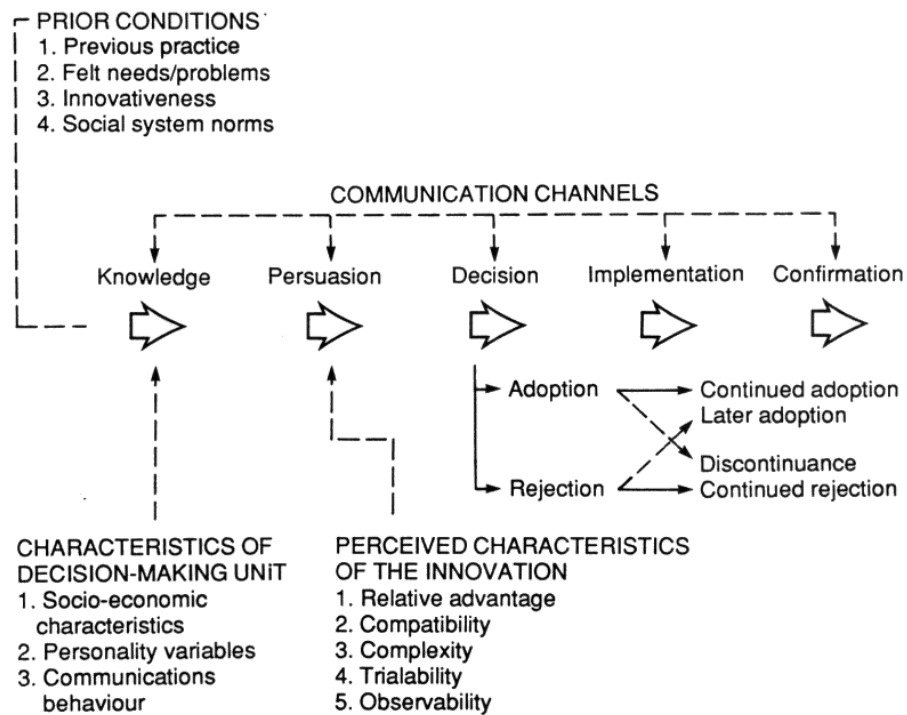 PRIOR CONDITIONS
1. Previous practice
2. Felt needs/problems
3. Innovativeness
4. Social system norms
COMMUNICATION CHANNELS
Knowledge
Persuasion
Decision
Implementation
Confirmation
Adoption
Continued adoption
Later adoption
Discontinuance
Rejection
Continued rejection
CHARACTERISTICS OF
DECISION-MAKING UNiT
1. Socio-economic
characteristics
2. Personality variables
3. Communications
behaviour
PERCEIVED CHARACTERISTICS
OF THE INNOVATION
1. Relative advantage
2. Compatibility
3. Complexity
4. Trialability
5. Observability